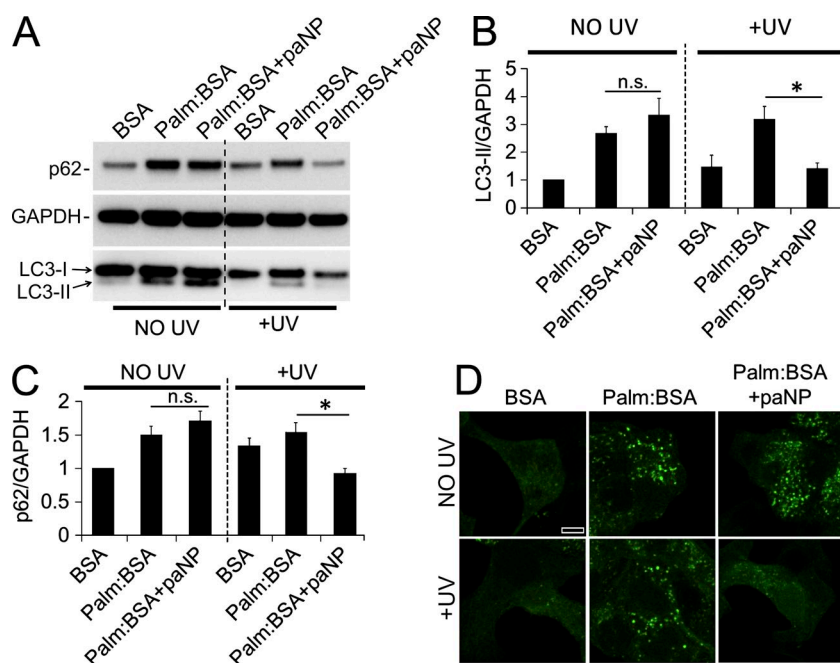 A
BSA
Palm:BSA
Palm:BSA+paNP
BSA
Palm:BSA
Palm:BSA+paNP
p62-
GAPDH-
LC3-I
LC3-II
NO UV
+UV
B
NO UV
+UV
LC3-II/GAPDH
5
4
3
2
1
0
n.s.
*
BSA
Palm:BSA
Palm:BSA+paNP
BSA
Palm:BSA
Palm:BSA+paNP
C
NO UV
+UV
p62/GAPDH
2
1.5
1
0.5
0
n.s.
*
BSA
Palm:BSA
Palm:BSA+paNP
BSA
Palm:BSA
Palm:BSA+paNP
D
BSA
Palm:BSA
Palm:BSA
+paNP
NO UV
+UV